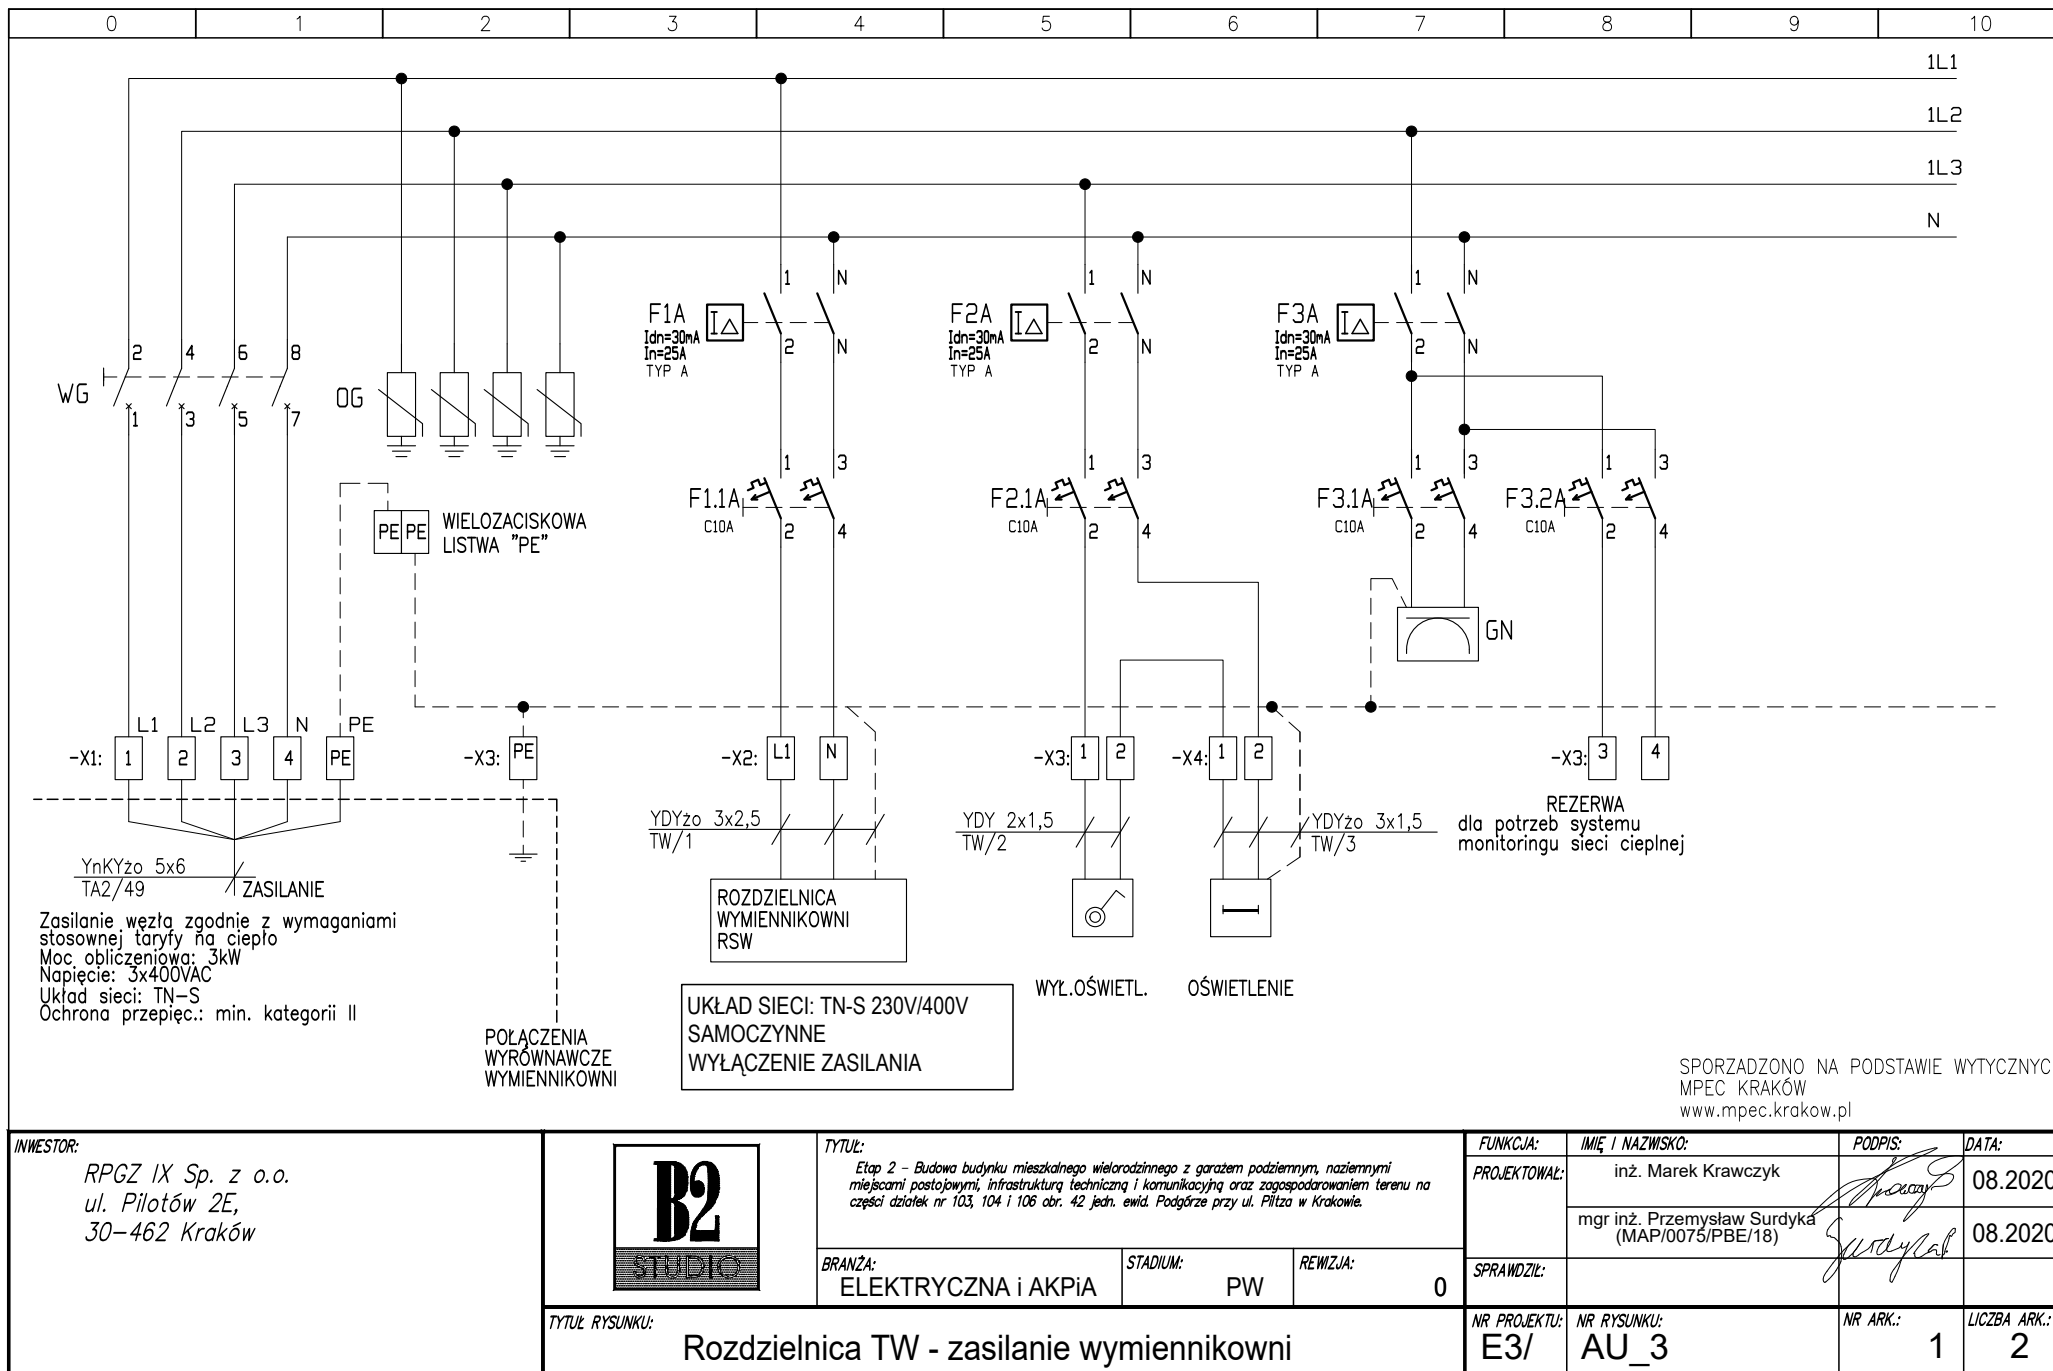 0 1 2 3 4 5 6 7 8 9 10
1L1
1L2
1L3
N
1 N 1 N 1 N
F1A
Idn=30mA
In=25A
TYP A
I△
2 N
F2A
Idn=30mA
In=25A
TYP A
I△
2 N
F3A
Idn=30mA
In=25A
TYP A
I△
2 N
2 4 6 8
WG
1 3 5 7
OG
1 3 1 3 1 3 1 3
F1.1A
C10A
2 4
F2.1A
C10A
2 4
F3.1A
C10A
2 4
F3.2A
C10A
2 4
PE PE
WIELOZACISKOWA
LISTWA "PE"
GN
L1 L2 L3 N PE
-X1: 1 2 3 4 PE
-X3: PE
-X2: L1 N
-X3: 1 2
-X4: 1 2
-X3: 3 4
YDYżo 3x2,5
TW/1
YDY 2x1,5
TW/2
YDYżo 3x1,5
TW/3
REZERWA
dla potrzeb systemu
monitoringu sieci cieplnej
YnKYżo 5x6
TA2/49
ZASILANIE
Zasilanie węzła zgodnie z wymaganiami
stosownej taryfy na ciepło
Moc obliczeniowa: 3kW
Napięcie: 3x400VAC
Układ sieci: TN-S
Ochrona przepięc.: min. kategorii II
ROZDZIELNICA
WYMIENNIKOWNI
RSW
WYŁ.OŚWIETL.
OŚWIETLENIE
POŁĄCZENIA
WYRÓWNAWCZE
WYMIENNIKOWNI
UKŁAD SIECI: TN-S 230V/400V
SAMOCZYNNE
WYŁĄCZENIE ZASILANIA
SPORZADZONO NA PODSTAWIE WYTYCZNYC
MPEC KRAKÓW
www.mpec.krakow.pl
INWESTOR:
RPGZ IX Sp. z o.o.
ul. Pilotów 2E,
30-462 Kraków
B2
STUDIO
TYTUŁ:
Etap 2 - Budowa budynku mieszkalnego wielorodzinnego z garażem podziemnym, naziemnymi
miejscami postojowymi, infrastrukturą techniczną i komunikacyjną oraz zagospodarowaniem terenu na
części działek nr 103, 104 i 106 obr. 42 jedn. ewid. Podgórze przy ul. Piltza w Krakowie.
BRANŻA:
ELEKTRYCZNA i AKPiA
STADIUM:
PW
REWIZJA:
0
TYTUŁ RYSUNKU:
Rozdzielnica TW - zasilanie wymiennikowni
FUNKCJA: IMIĘ I NAZWISKO: PODPIS: DATA:
PROJEKTOWAŁ: inż. Marek Krawczyk 08.2020
mgr inż. Przemysław Surdyka
(MAP/0075/PBE/18)
08.2020
SPRAWDZIŁ:
NR PROJEKTU:
E3/
NR RYSUNKU:
AU_3
NR ARK.:
1
LICZBA ARK.:
2